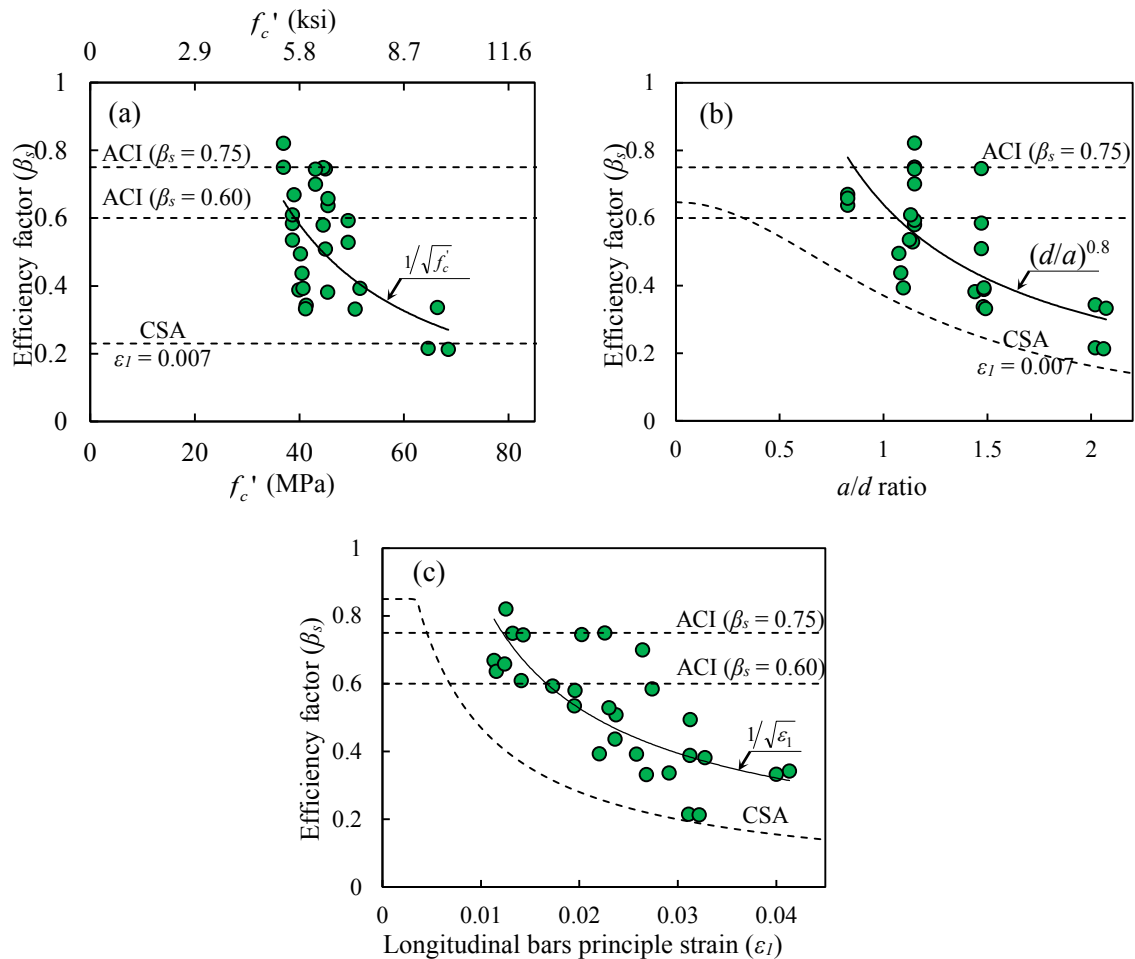 f_c' (ksi)
0 2.9 5.8 8.7 11.6
(a)
ACI (β_s = 0.75)
ACI (β_s = 0.60)
1/√f_c'
CSA
ε_1 = 0.007
Efficiency factor (β_s)
1
0.8
0.6
0.4
0.2
0
0 20 40 60 80
f_c' (MPa)
(b)
ACI (β_s = 0.75)
(d/a)^0.8
CSA
ε_1 = 0.007
Efficiency factor (β_s)
1
0.8
0.6
0.4
0.2
0
0 0.5 1 1.5 2
a/d ratio
(c)
ACI (β_s = 0.75)
ACI (β_s = 0.60)
1/√ε_1
CSA
Efficiency factor (β_s)
1
0.8
0.6
0.4
0.2
0
0 0.01 0.02 0.03 0.04
Longitudinal bars principle strain (ε_1)